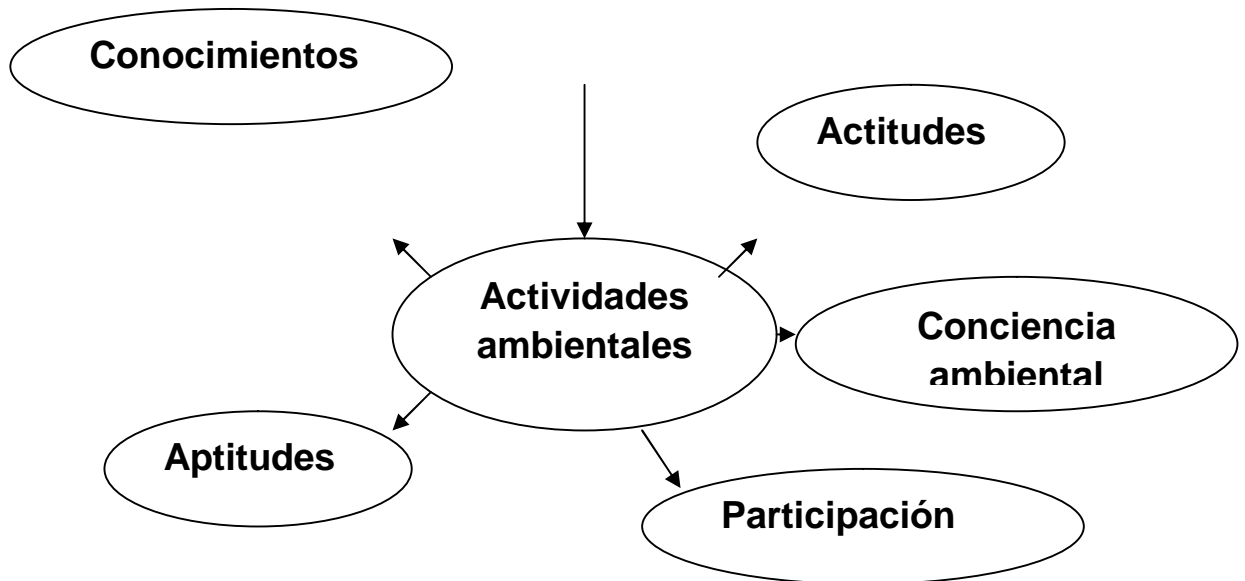 Conocimientos
Actitudes
Actividades
ambientales
Conciencia
ambiental
Aptitudes
Participación